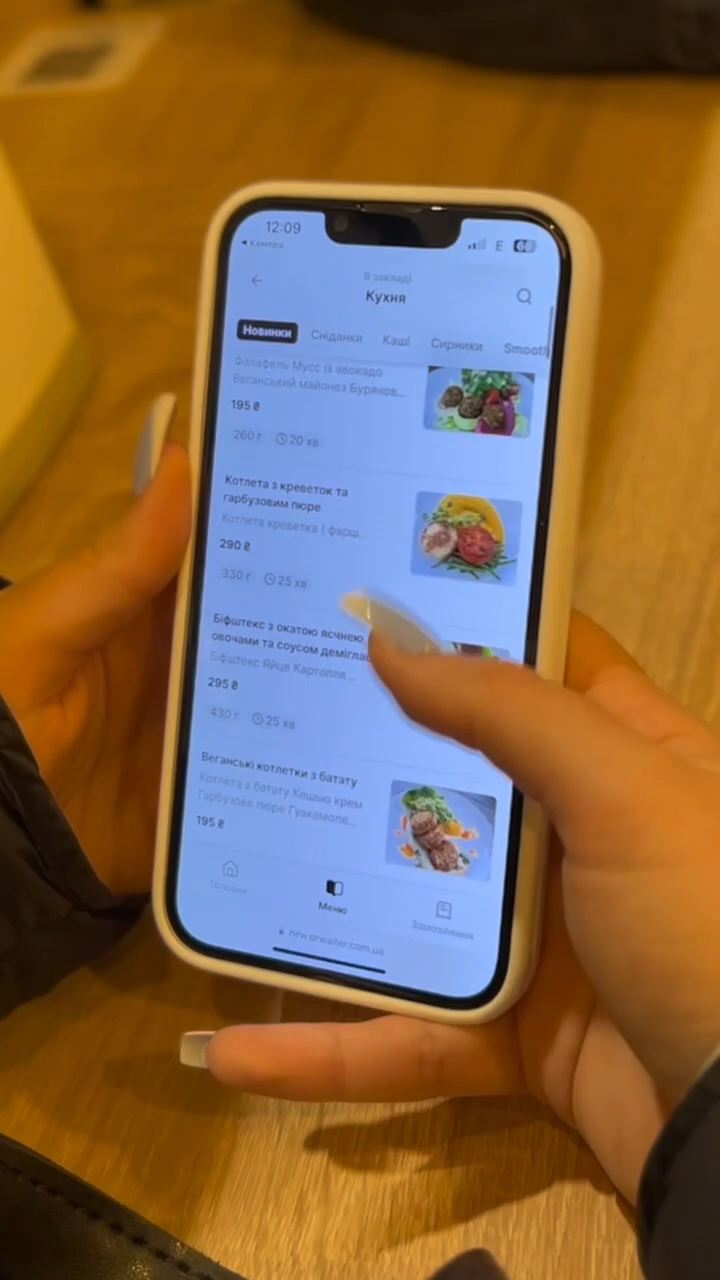 12:09
E 60
◂ Камера
В закладі
Кухня
Новинки Сніданки Каші Сирники Smooth
Фалафель Мусс із авокадо
Веганський майонез Буряков...
195 ₴
260 г 20 хв
Котлета з креветок та
гарбузовим пюре
Котлета креветка і фарш...
290 ₴
330 г 25 хв
Біфштекс з окатою яєчнею,
овочами та соусом деміглас
Біфштекс Яйце Картопля...
295 ₴
430 г 25 хв
Веганські котлетки з батату
Котлета з батату Кешью крем
Гарбузове пюре Гуакамоле...
195 ₴
Головна Меню Замовлення
new.qrwaiter.com.ua